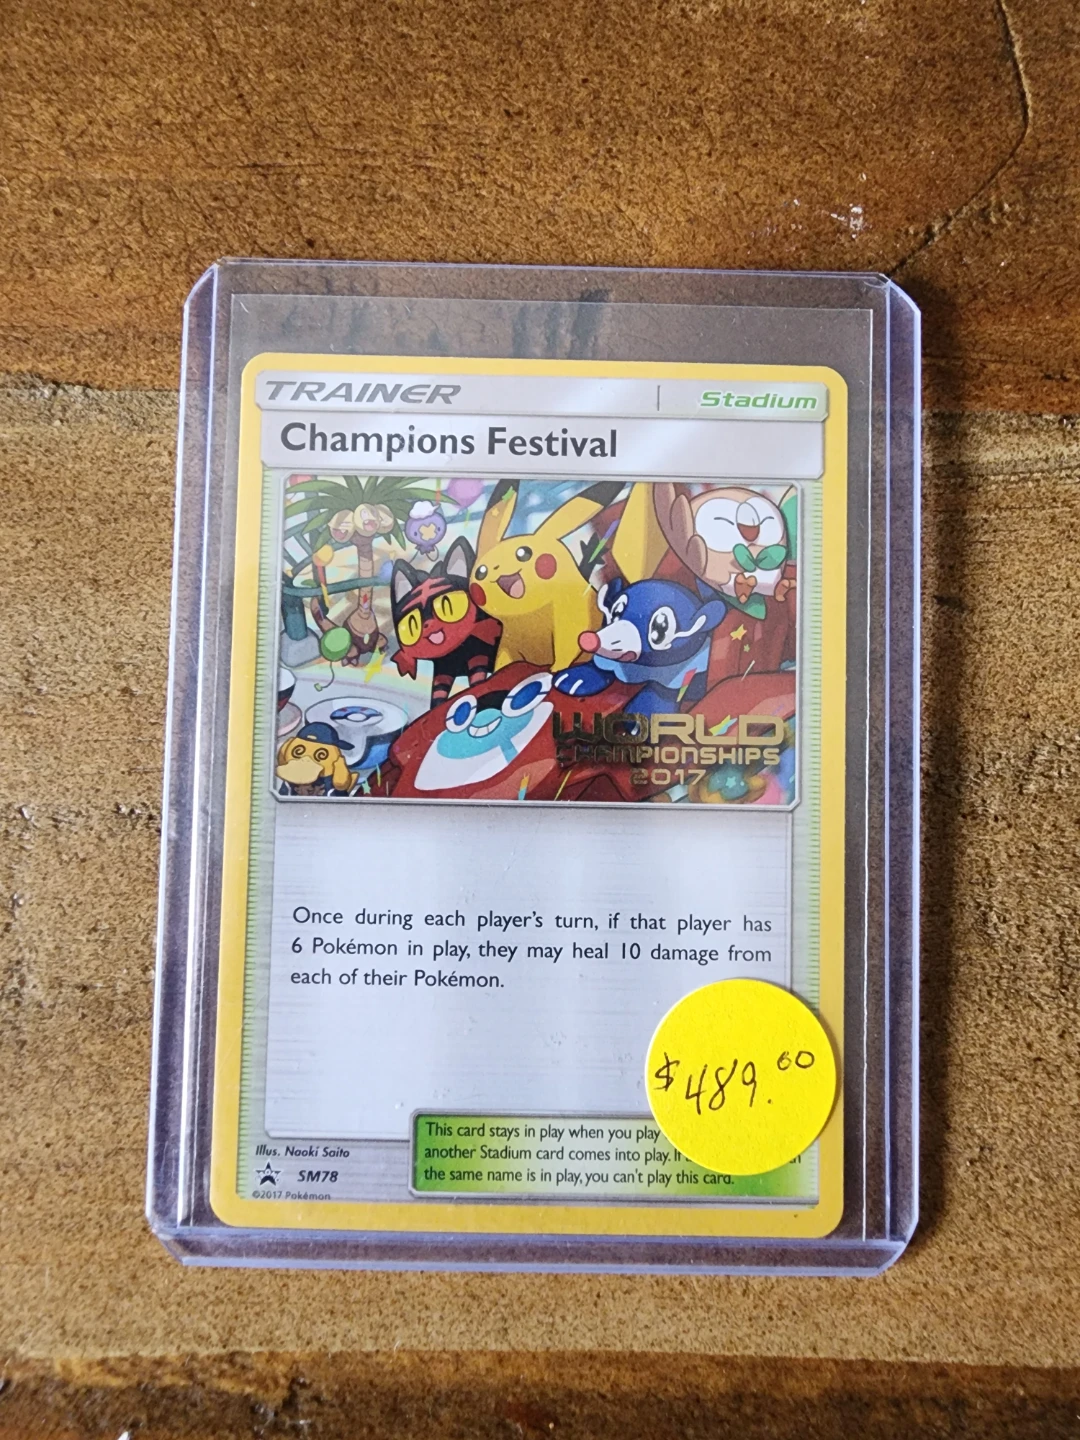 TRAINER
Stadium
Champions Festival
WORLD
CHAMPIONSHIPS
2017
Once during each player's turn, if that player has
6 Pokémon in play, they may heal 10 damage from
each of their Pokémon.
$489.00
This card stays in play when you play
another Stadium card comes into play. If
the same name is in play, you can't play this card.
Illus. Naoki Saito
SM78
©2017 Pokémon